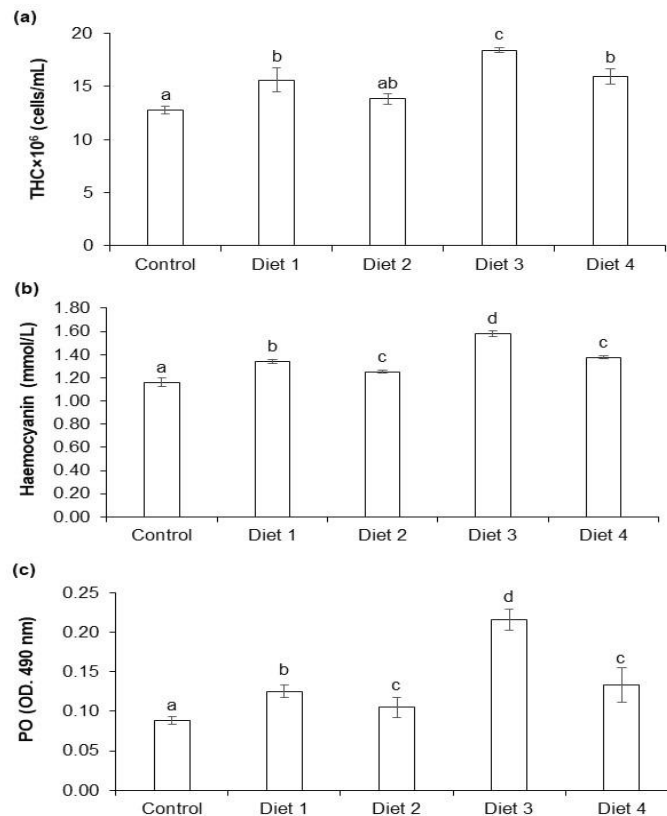 (a)
THC×10⁶ (cells/mL)
20
15
10
5
0
a
b
ab
c
b
Control Diet 1 Diet 2 Diet 3 Diet 4
(b)
Haemocyanin (mmol/L)
1.80
1.60
1.40
1.20
1.00
0.80
0.60
0.40
0.20
0.00
a
b
c
d
c
Control Diet 1 Diet 2 Diet 3 Diet 4
(c)
PO (OD. 490 nm)
0.25
0.20
0.15
0.10
0.05
0.00
a
b
c
d
c
Control Diet 1 Diet 2 Diet 3 Diet 4